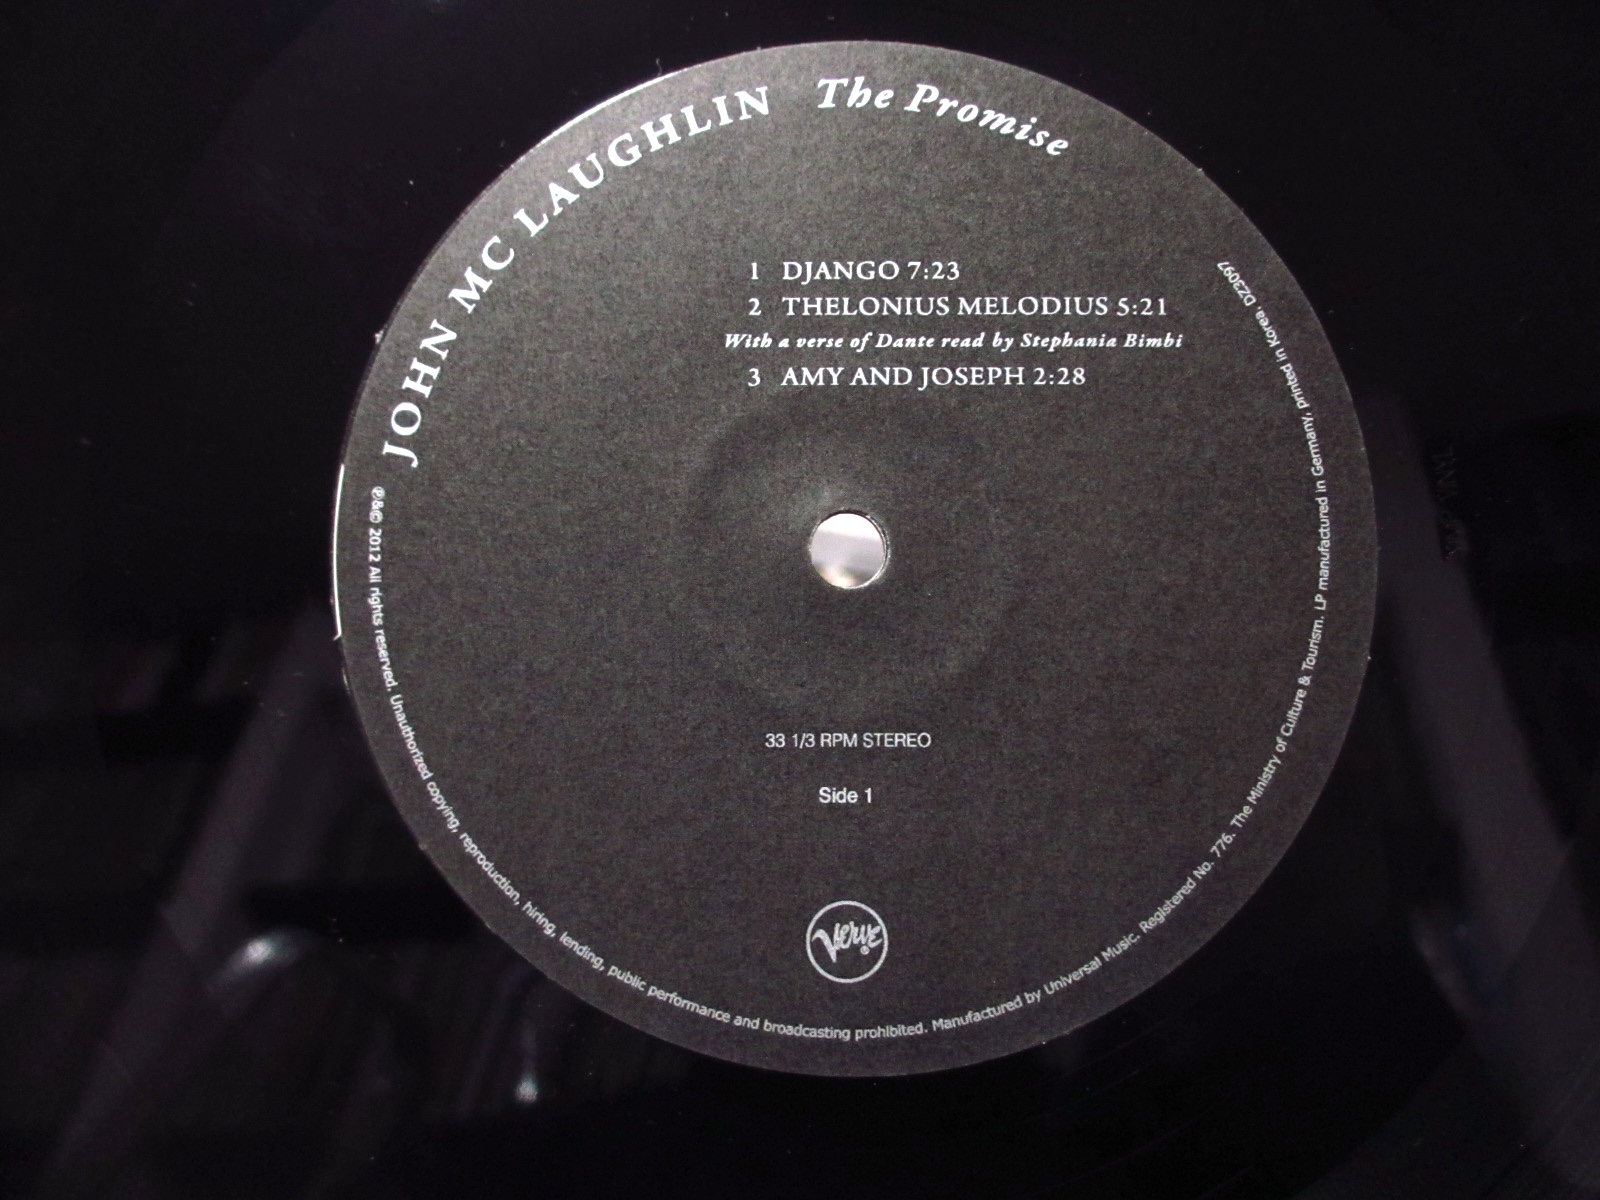 JOHN MC LAUGHLIN The Promise
1 DJANGO 7:23
2 THELONIUS MELODIUS 5:21
With a verse of Dante read by Stephania Bimbi
3 AMY AND JOSEPH 2:28
33 1/3 RPM STEREO
Side 1
Verve ®
℗&© 2012 All rights reserved. Unauthorized copying, reproduction, hiring, lending, public performance and broadcasting prohibited. Manufactured by Universal Music. Registered No. 776. The Ministry of Culture & Tourism. LP manufactured in Germany, printed in Korea. DZ3097